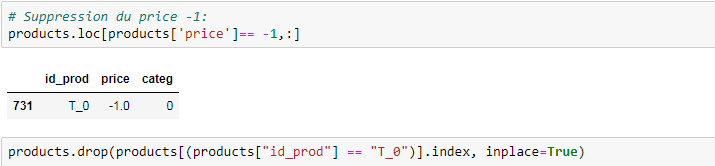 # Suppression du price -1:
products.loc[products['price']== -1,:]
id_prod price categ
731 T_0 -1.0 0
products.drop(products[(products["id_prod"] == "T_0")].index, inplace=True)